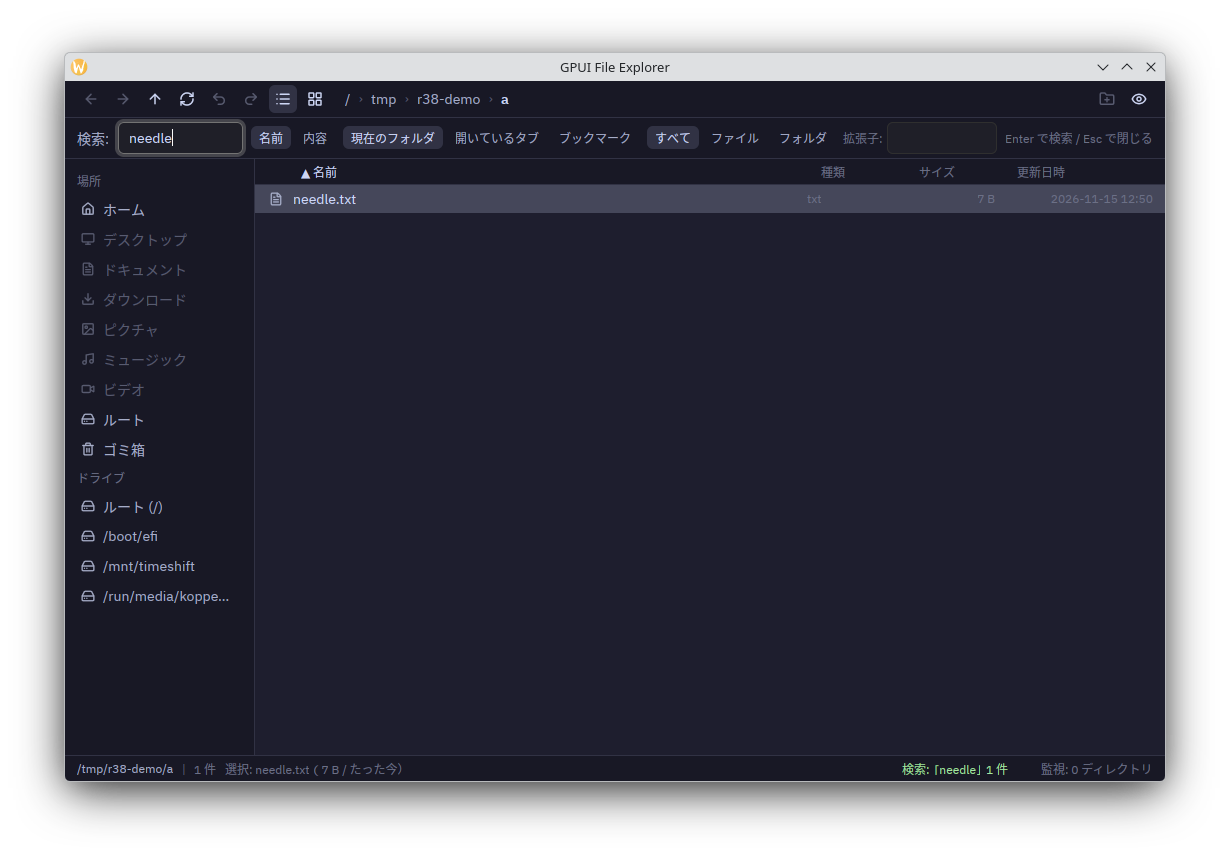 GPUI File Explorer
/ › tmp › r38-demo › a
検索: needle 名前 内容 現在のフォルダ 開いているタブ ブックマーク すべて ファイル フォルダ 拡張子: Enter で検索 / Esc で閉じる
場所
ホーム
デスクトップ
ドキュメント
ダウンロード
ピクチャ
ミュージック
ビデオ
ルート
ゴミ箱
ドライブ
ルート (/)
/boot/efi
/mnt/timeshift
/run/media/koppe...
▲名前 種類 サイズ 更新日時
needle.txt txt 7 B 2026-11-15 12:50
/tmp/r38-demo/a | 1 件 選択: needle.txt ( 7 B / たった今) 検索:「needle」1 件 監視: 0 ディレクトリ